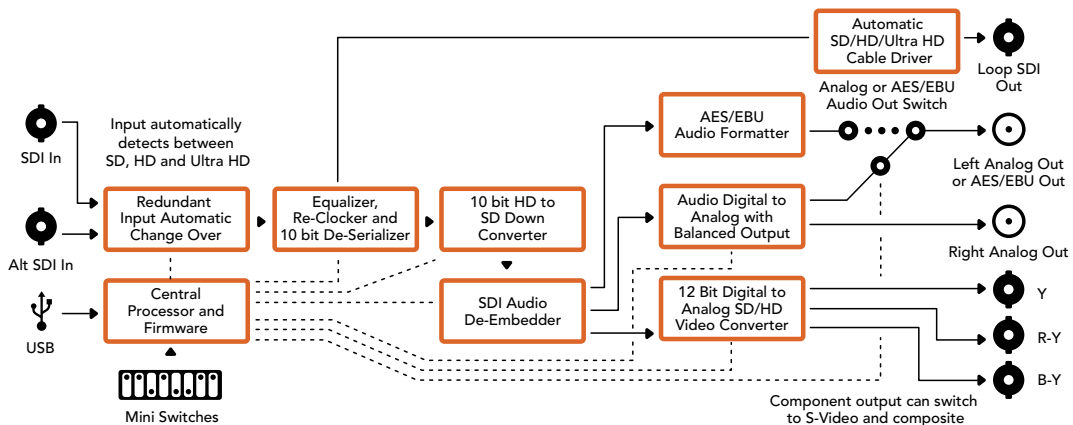 Automatic
SD/HD/Ultra HD
Cable Driver
Loop SDI
Out
Analog or AES/EBU
Audio Out Switch
AES/EBU
Audio Formatter
SDI In
Input automatically
detects between
SD, HD and Ultra HD
Left Analog Out
or AES/EBU Out
Redundant
Input Automatic
Change Over
Equalizer,
Re-Clocker and
10 bit De-Serializer
10 bit HD to
SD Down
Converter
Audio Digital to
Analog with
Balanced Output
Alt SDI In
Right Analog Out
Central
Processor and
Firmware
SDI Audio
De-Embedder
12 Bit Digital to
Analog SD/HD
Video Converter
Y
USB
R-Y
B-Y
Mini Switches
Component output can switch
to S-Video and composite